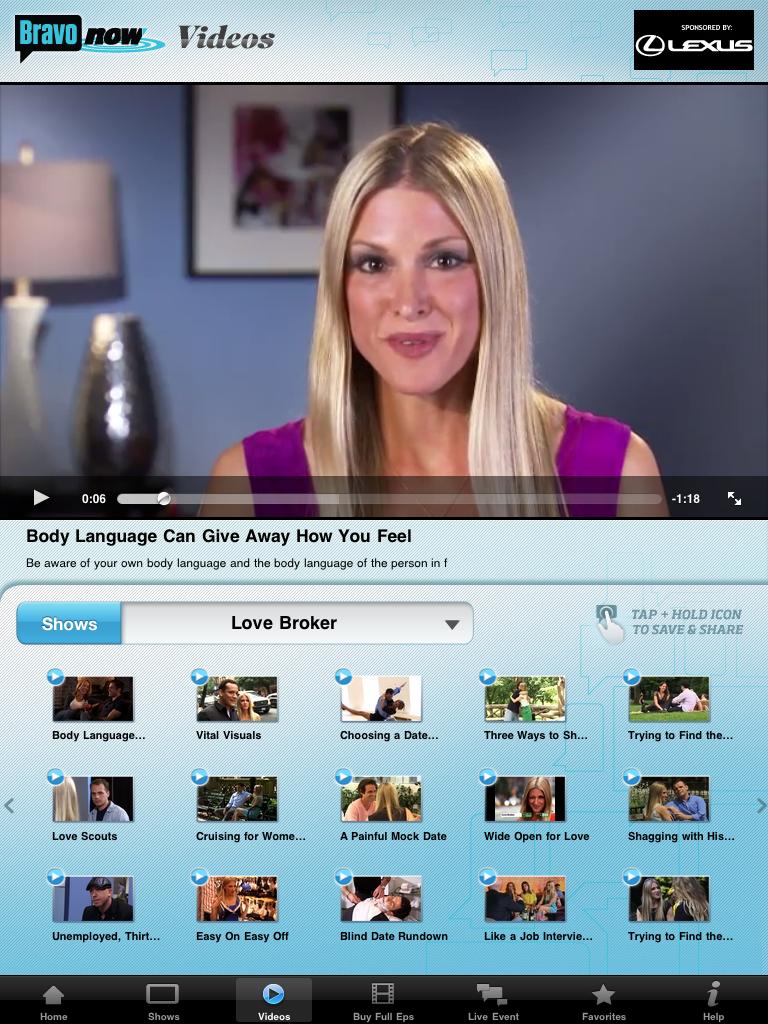 Bravo now Videos
SPONSORED BY:
LEXUS
0:06
-1:18
Body Language Can Give Away How You Feel
Be aware of your own body language and the body language of the person in f
Shows
Love Broker
TAP + HOLD ICON
TO SAVE & SHARE
Body Language...
Vital Visuals
Choosing a Date...
Three Ways to Sh...
Trying to Find the...
Love Scouts
Cruising for Wome...
A Painful Mock Date
Wide Open for Love
Shagging with His...
Unemployed, Thirt...
Easy On Easy Off
Blind Date Rundown
Like a Job Intervie...
Trying to Find the...
Home
Shows
Videos
Buy Full Eps
Live Event
Favorites
Help